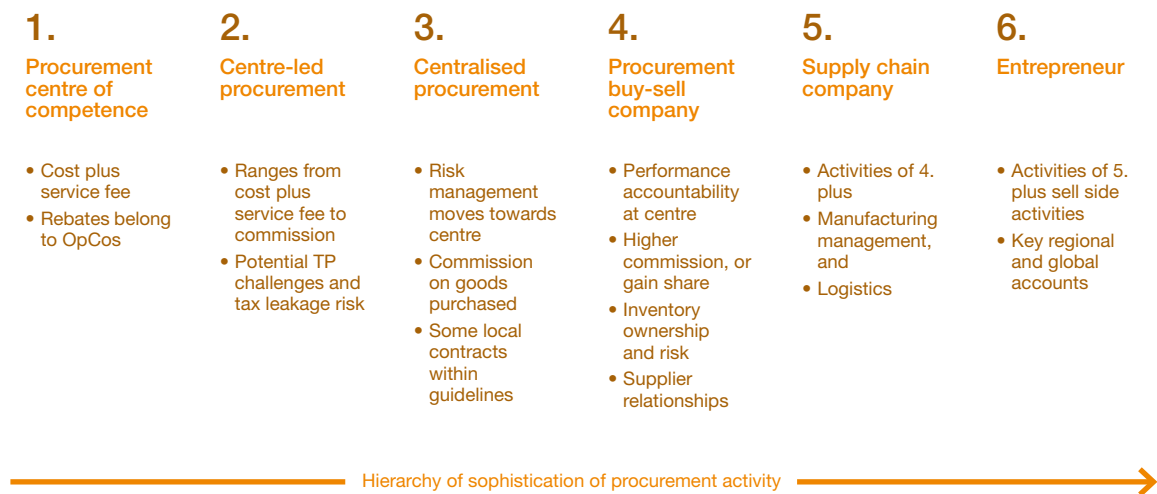 1.
Procurement
centre of
competence
• Cost plus
service fee
• Rebates belong
to OpCos
2.
Centre-led
procurement
• Ranges from
cost plus
service fee to
commission
• Potential TP
challenges and
tax leakage risk
3.
Centralised
procurement
• Risk
management
moves towards
centre
• Commission
on goods
purchased
• Some local
contracts
within
guidelines
4.
Procurement
buy-sell
company
• Performance
accountability
at centre
• Higher
commission, or
gain share
• Inventory
ownership
and risk
• Supplier
relationships
5.
Supply chain
company
• Activities of 4.
plus
• Manufacturing
management,
and
• Logistics
6.
Entrepreneur
• Activities of 5.
plus sell side
activities
• Key regional
and global
accounts
Hierarchy of sophistication of procurement activity